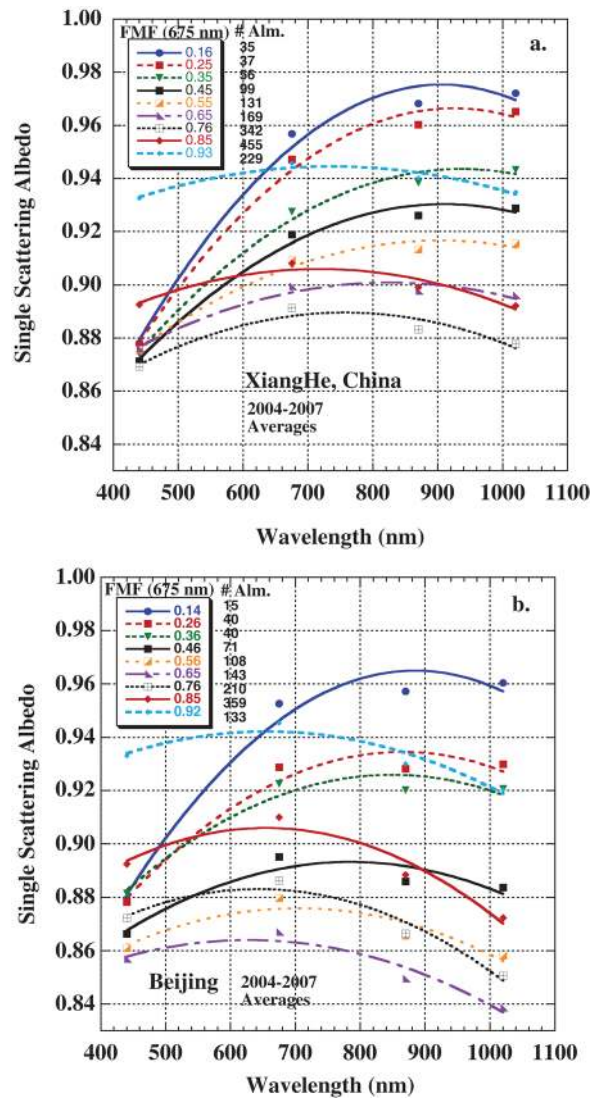 a.
FMF (675 nm) # Alm.
0.16 35
0.25 37
0.35 56
0.45 99
0.55 131
0.65 169
0.76 342
0.85 455
0.93 229
1.00
0.98
0.96
0.94
0.92
0.90
0.88
0.86
0.84
Single Scattering Albedo
XiangHe, China
2004-2007
Averages
400 500 600 700 800 900 1000 1100
Wavelength (nm)
b.
FMF (675 nm) # Alm.
0.14 15
0.26 40
0.36 40
0.46 71
0.56 108
0.65 143
0.76 210
0.85 359
0.92 133
1.00
0.98
0.96
0.94
0.92
0.90
0.88
0.86
0.84
Single Scattering Albedo
Beijing 2004-2007
Averages
400 500 600 700 800 900 1000 1100
Wavelength (nm)